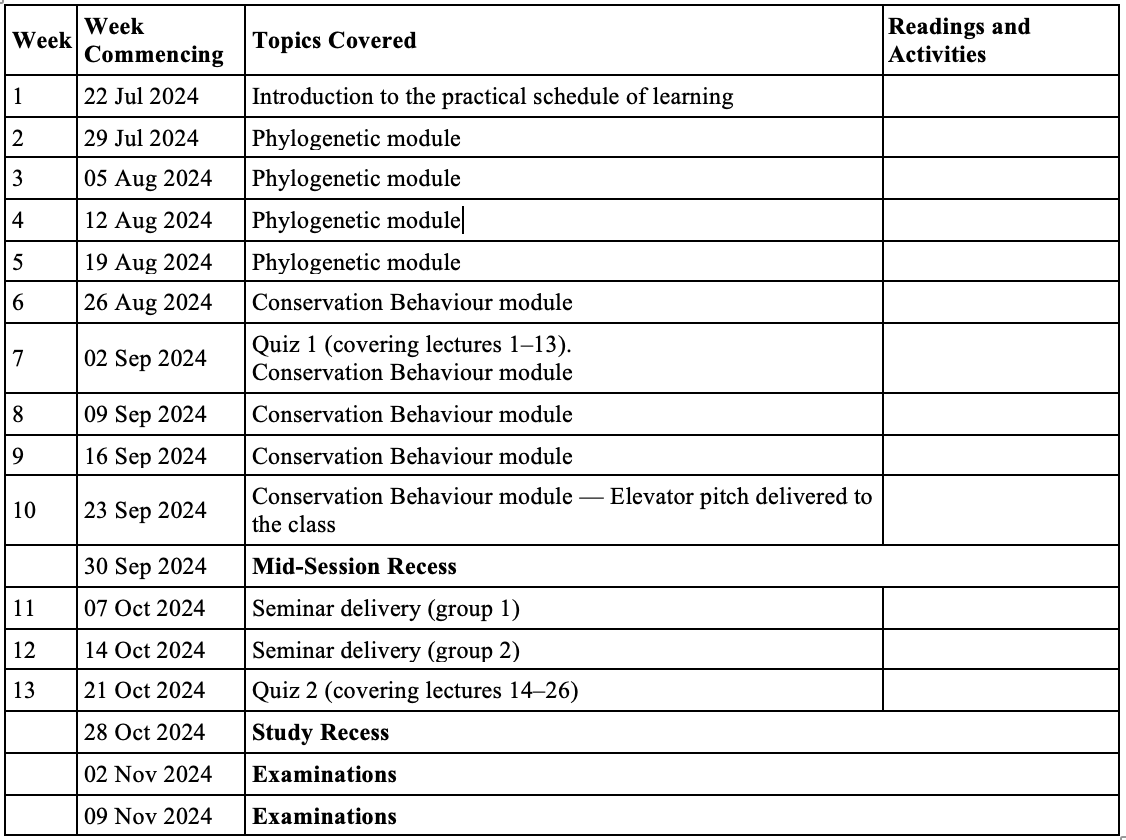 Week Week Commencing Topics Covered Readings and Activities
1 22 Jul 2024 Introduction to the practical schedule of learning
2 29 Jul 2024 Phylogenetic module
3 05 Aug 2024 Phylogenetic module
4 12 Aug 2024 Phylogenetic module
5 19 Aug 2024 Phylogenetic module
6 26 Aug 2024 Conservation Behaviour module
7 02 Sep 2024 Quiz 1 (covering lectures 1–13).
Conservation Behaviour module
8 09 Sep 2024 Conservation Behaviour module
9 16 Sep 2024 Conservation Behaviour module
10 23 Sep 2024 Conservation Behaviour module — Elevator pitch delivered to
the class
30 Sep 2024 Mid-Session Recess
11 07 Oct 2024 Seminar delivery (group 1)
12 14 Oct 2024 Seminar delivery (group 2)
13 21 Oct 2024 Quiz 2 (covering lectures 14–26)
28 Oct 2024 Study Recess
02 Nov 2024 Examinations
09 Nov 2024 Examinations